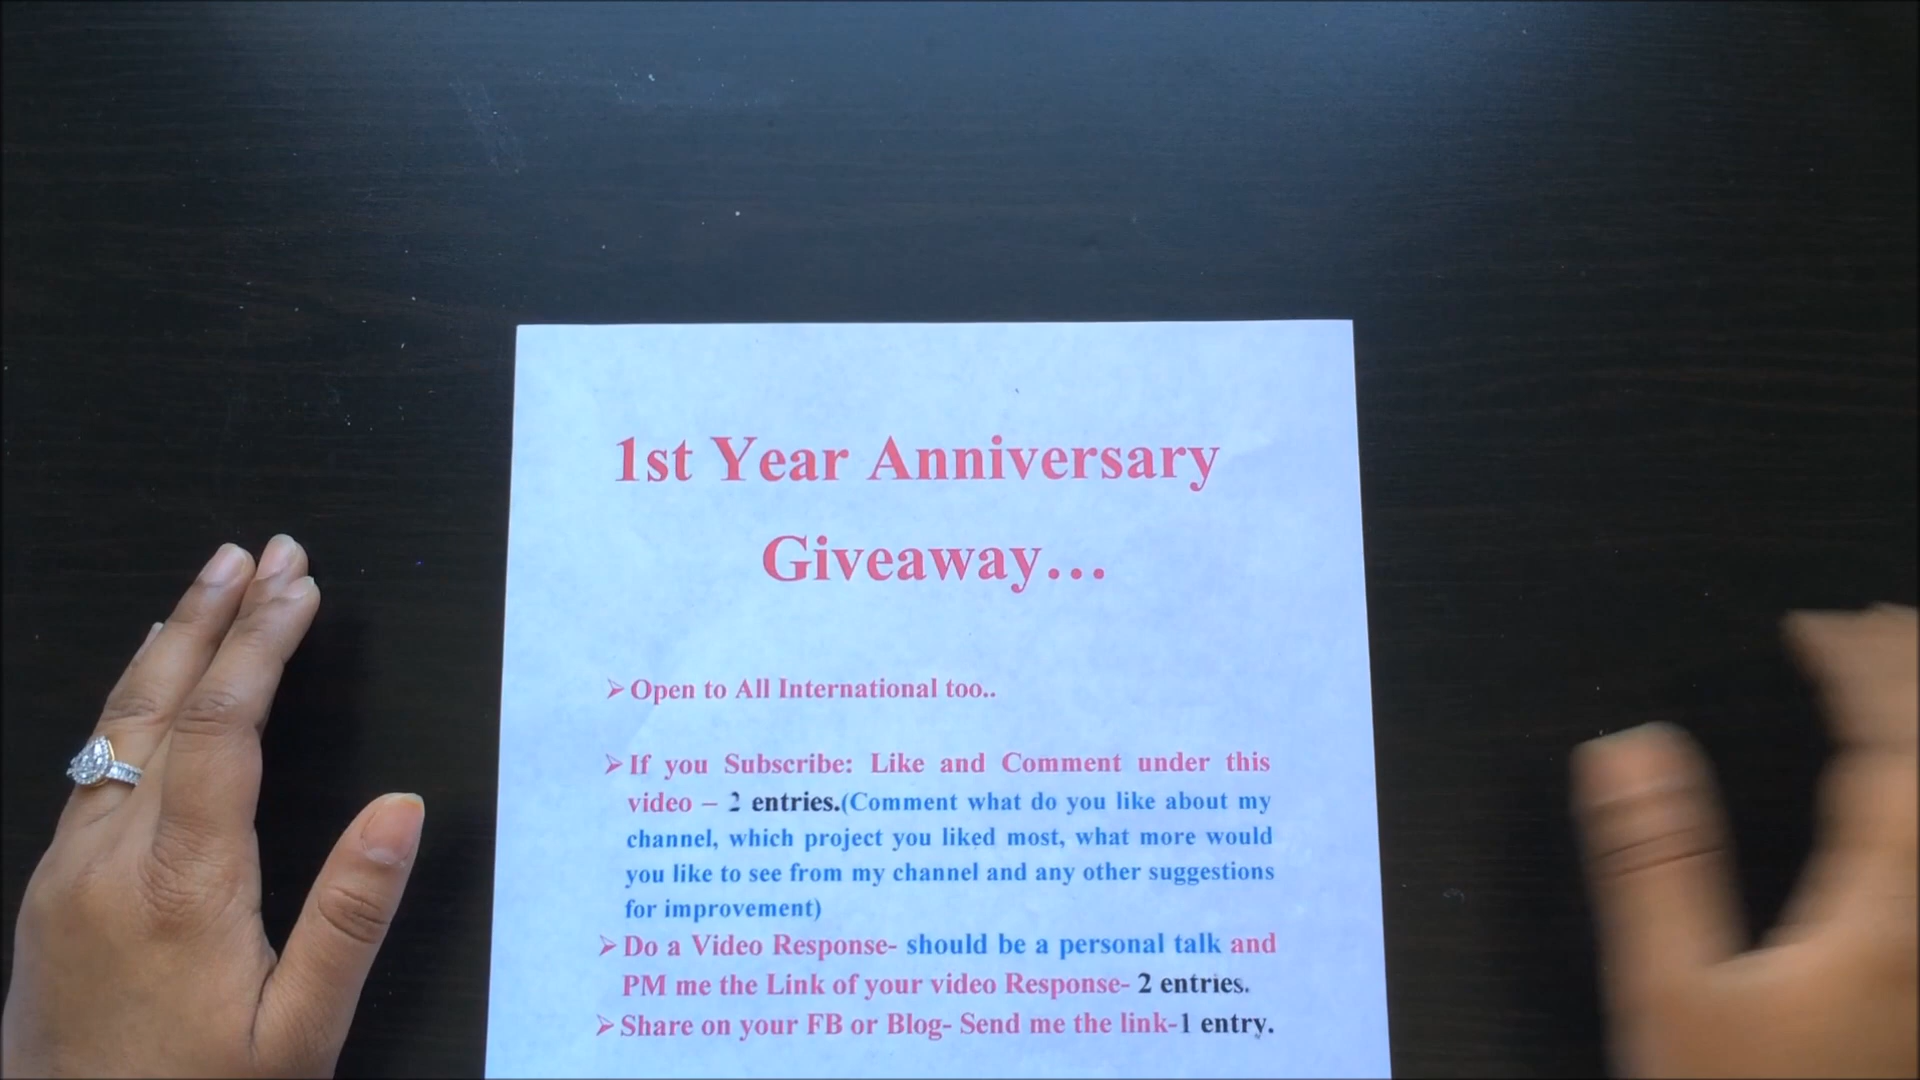 1st Year Anniversary
Giveaway...
➢Open to All International too..
➢If you Subscribe: Like and Comment under this
video – 2 entries.(Comment what do you like about my
channel, which project you liked most, what more would
you like to see from my channel and any other suggestions
for improvement)
➢Do a Video Response- should be a personal talk and
PM me the Link of your video Response- 2 entries.
➢Share on your FB or Blog- Send me the link-1 entry.